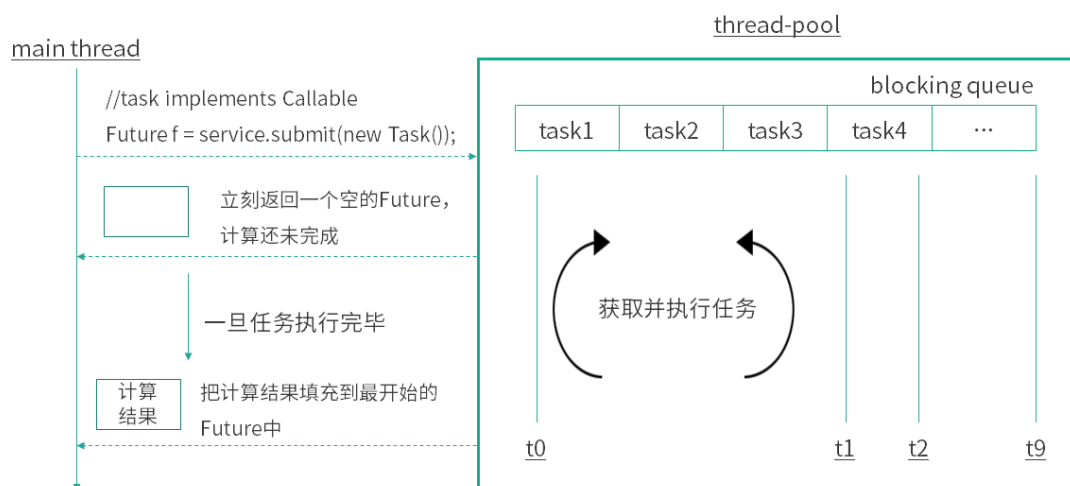 thread-pool
main thread
//task implements Callable
Future f = service.submit(new Task());
立刻返回一个空的Future，
计算还未完成
一旦任务执行完毕
计算
结果
把计算结果填充到最开始的
Future中
blocking queue
task1 task2 task3 task4 ...
获取并执行任务
t0 t1 t2 t9